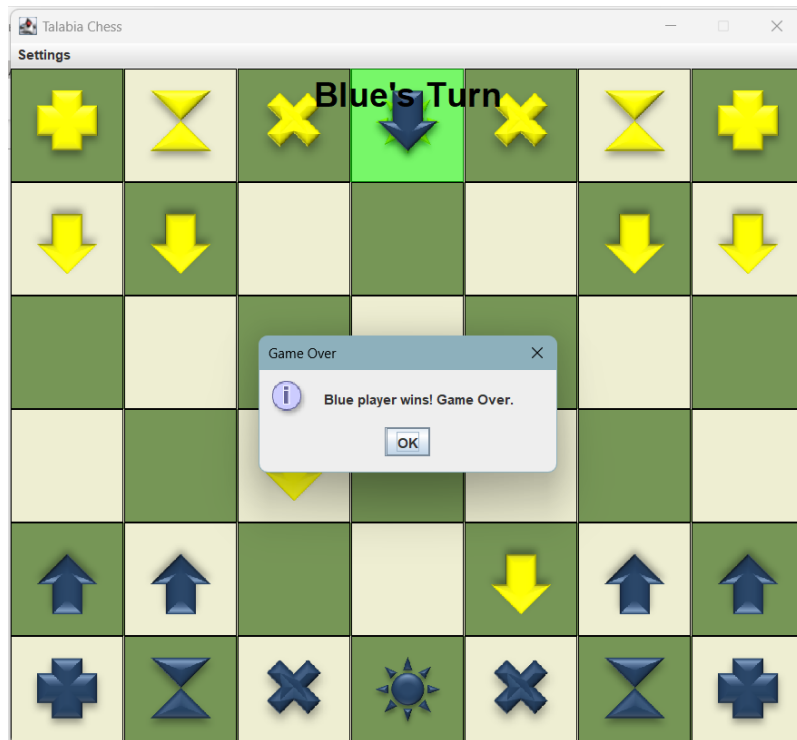 Talabia Chess
Settings
Blue's Turn
Game Over
Blue player wins! Game Over.
OK